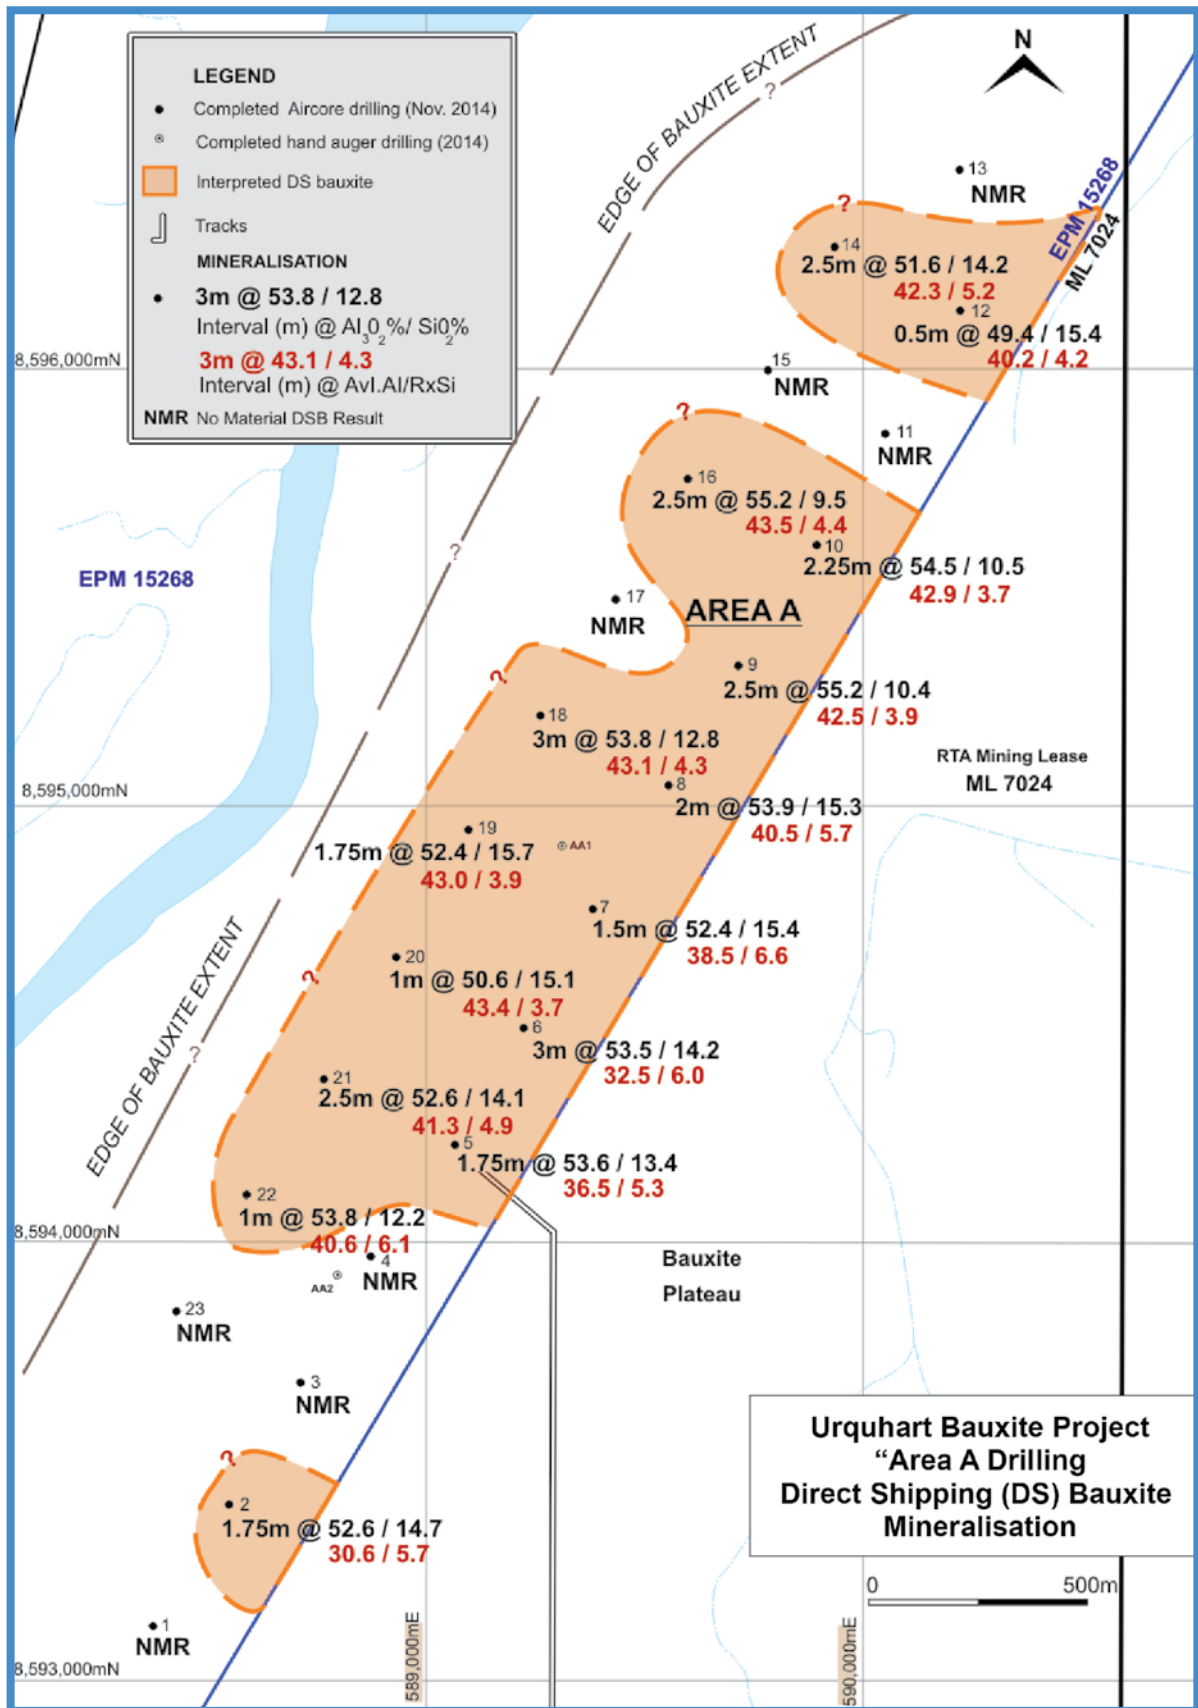 LEGEND
Completed Aircore drilling (Nov. 2014)
Completed hand auger drilling (2014)
Interpreted DS bauxite
Tracks
MINERALISATION
3m @ 53.8 / 12.8
Interval (m) @ Al3O2%/ Si02%
3m @ 43.1 / 4.3
Interval (m) @ Avl.Al/RxSi
NMR No Material DSB Result
N
EDGE OF BAUXITE EXTENT
?
13
NMR
EPM 15268
ML 7024
?
14
2.5m @ 51.6 / 14.2
42.3 / 5.2
12
0.5m @ 49.4 / 15.4
40.2 / 4.2
8,596,000mN
15
NMR
?
11
NMR
16
2.5m @ 55.2 / 9.5
43.5 / 4.4
10
2.25m @ 54.5 / 10.5
42.9 / 3.7
?
EPM 15268
17
NMR
AREA A
9
2.5m @ 55.2 / 10.4
42.5 / 3.9
?
18
3m @ 53.8 / 12.8
43.1 / 4.3
RTA Mining Lease
ML 7024
8
2m @ 53.9 / 15.3
40.5 / 5.7
8,595,000mN
19
1.75m @ 52.4 / 15.7
43.0 / 3.9
AA1
7
1.5m @ 52.4 / 15.4
38.5 / 6.6
20
1m @ 50.6 / 15.1
43.4 / 3.7
?
6
3m @ 53.5 / 14.2
32.5 / 6.0
EDGE OF BAUXITE EXTENT
?
21
2.5m @ 52.6 / 14.1
41.3 / 4.9
5
1.75m @ 53.6 / 13.4
36.5 / 5.3
22
1m @ 53.8 / 12.2
40.6 / 6.1
8,594,000mN
4
NMR
AA2
Bauxite
Plateau
23
NMR
3
NMR
?
2
1.75m @ 52.6 / 14.7
30.6 / 5.7
1
NMR
8,593,000mN
589,000mE
590,000mE
Urquhart Bauxite Project
“Area A Drilling
Direct Shipping (DS) Bauxite
Mineralisation
0 500m